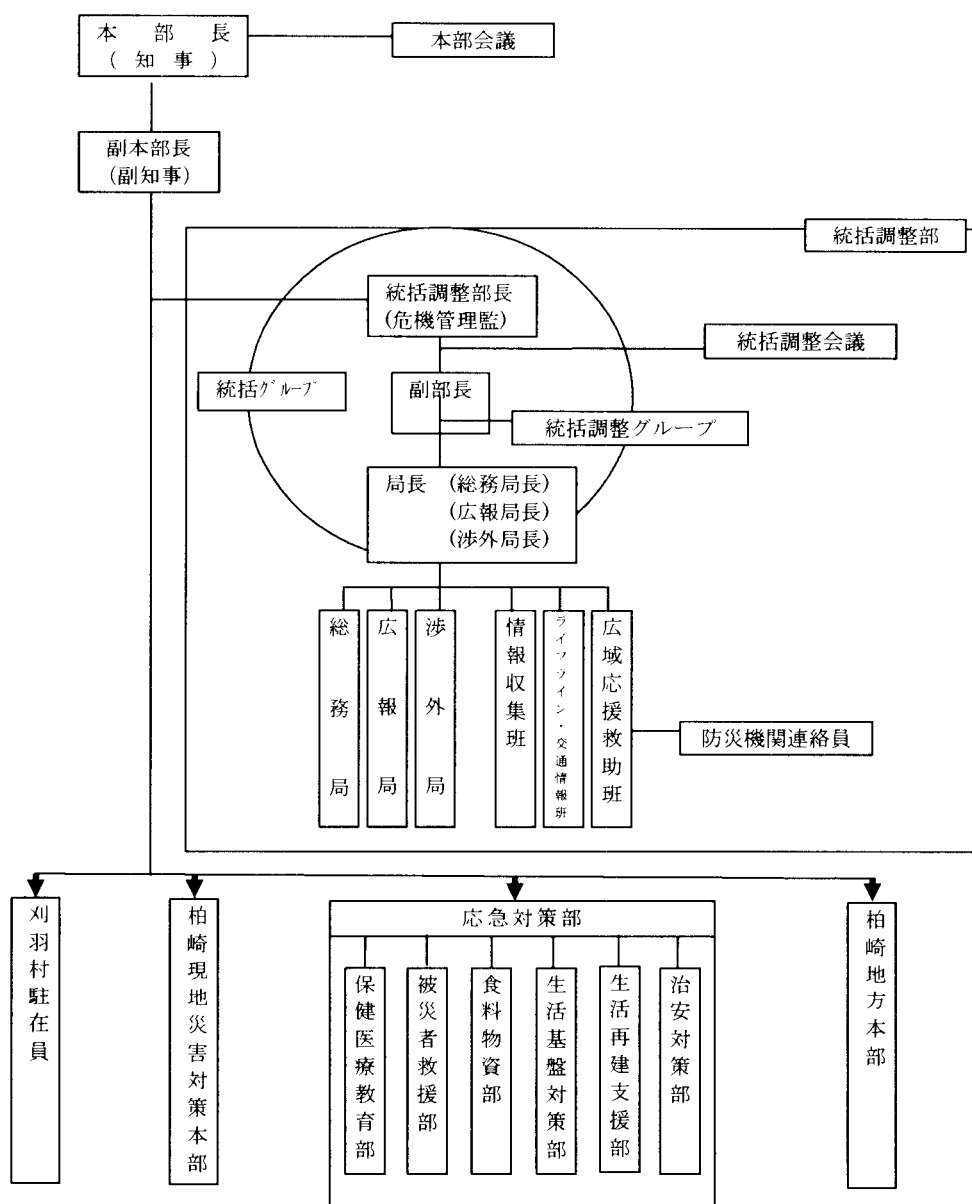 本部長
(知事)
本部会議
副本部長
(副知事)
統括調整部
統括調整部長
(危機管理監)
統括調整会議
統括グループ
副部長
統括調整グループ
局長 (総務局長)
(広報局長)
(渉外局長)
総務局
広報局
渉外局
情報収集班
ライフライン・交通情報班
広域応援救助班
防災機関連絡員
刈羽村駐在員
柏崎現地災害対策本部
応急対策部
保健医療教育部
被災者救援部
食料物資部
生活基盤対策部
生活再建支援部
治安対策部
柏崎地方本部